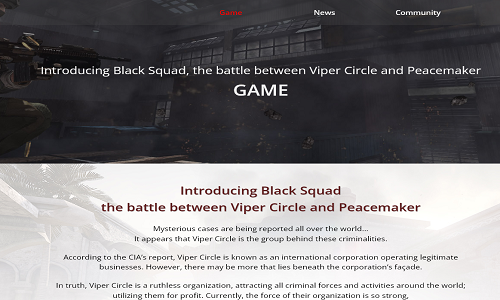 Game News Community
Introducing Black Squad, the battle between Viper Circle and Peacemaker
GAME
Introducing Black Squad
the battle between Viper Circle and Peacemaker
Mysterious cases are being reported all over the world...
It appears that Viper Circle is the group behind these criminalities.
According to the CIA's report, Viper Circle is known as an international corporation operating legitimate
businesses. However, there may be more that lies beneath the corporation's façade.
In truth, Viper Circle is a ruthless organization, attracting all criminal forces and activities around the world;
utilizing them for profit. Currently, the force of their organization is so strong,